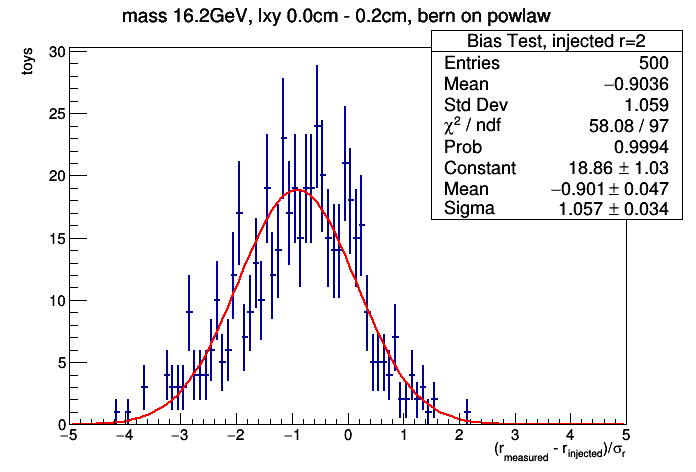 mass 16.2GeV, lxy 0.0cm - 0.2cm, bern on powlaw
toys
Bias Test, injected r=2
Entries 500
Mean −0.9036
Std Dev 1.059
χ² / ndf 58.08 / 97
Prob 0.9994
Constant 18.86 ± 1.03
Mean −0.901 ± 0.047
Sigma 1.057 ± 0.034
30
25
20
15
10
5
0
−5 −4 −3 −2 −1 0 1 2 3 4 5
(r_measured - r_injected)/σ_r